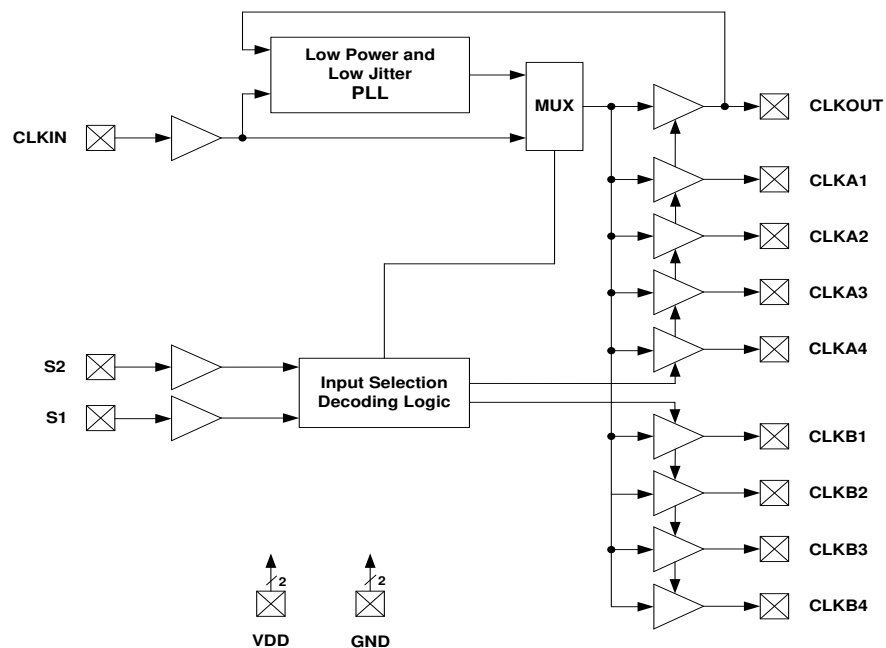 Low Power and
Low Jitter
PLL
MUX
CLKIN
CLKOUT
CLKA1
CLKA2
CLKA3
CLKA4
S2
S1
Input Selection
Decoding Logic
CLKB1
CLKB2
CLKB3
CLKB4
2
2
VDD
GND